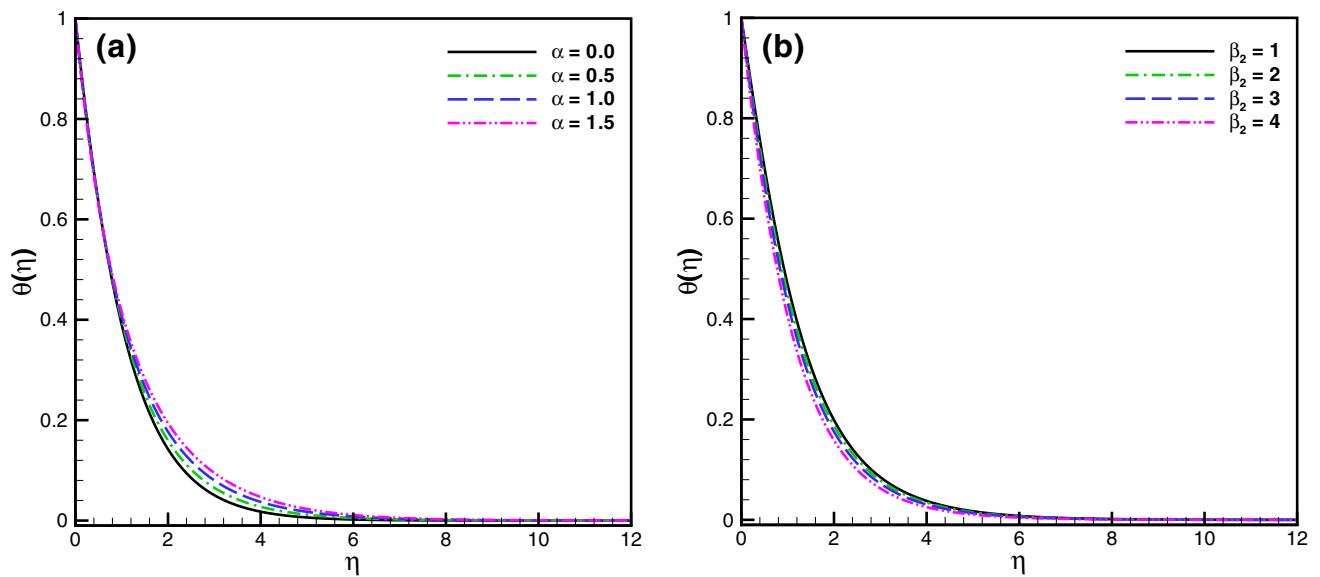 (a)
α = 0.0
α = 0.5
α = 1.0
α = 1.5
θ(η)
1
0.8
0.6
0.4
0.2
0
0 2 4 6 8 10 12
η
(b)
β₂ = 1
β₂ = 2
β₂ = 3
β₂ = 4
θ(η)
1
0.8
0.6
0.4
0.2
0
0 2 4 6 8 10 12
η